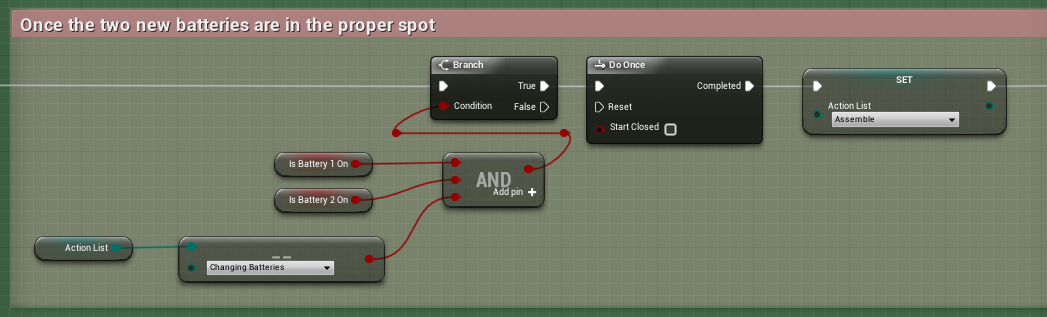 Once the two new batteries are in the proper spot
Branch
True
Condition
False
Do Once
Completed
Reset
Start Closed
SET
Action List
Assemble
Is Battery 1 On
Is Battery 2 On
AND
Add pin +
Action List
==
Changing Batteries